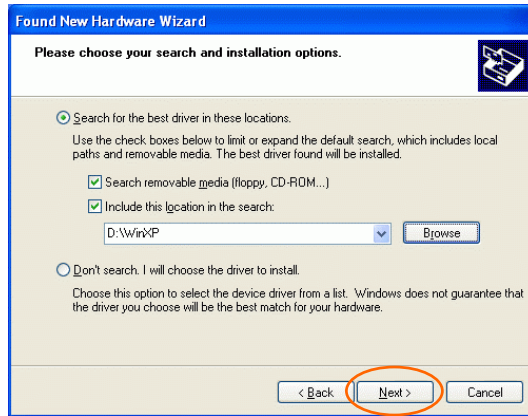 Found New Hardware Wizard
Please choose your search and installation options.
Search for the best driver in these locations.
Use the check boxes below to limit or expand the default search, which includes local
paths and removable media. The best driver found will be installed.
Search removable media (floppy, CD-ROM...)
Include this location in the search:
D:\WinXP
Browse
Don't search. I will choose the driver to install.
Choose this option to select the device driver from a list. Windows does not guarantee that
the driver you choose will be the best match for your hardware.
< Back Next > Cancel